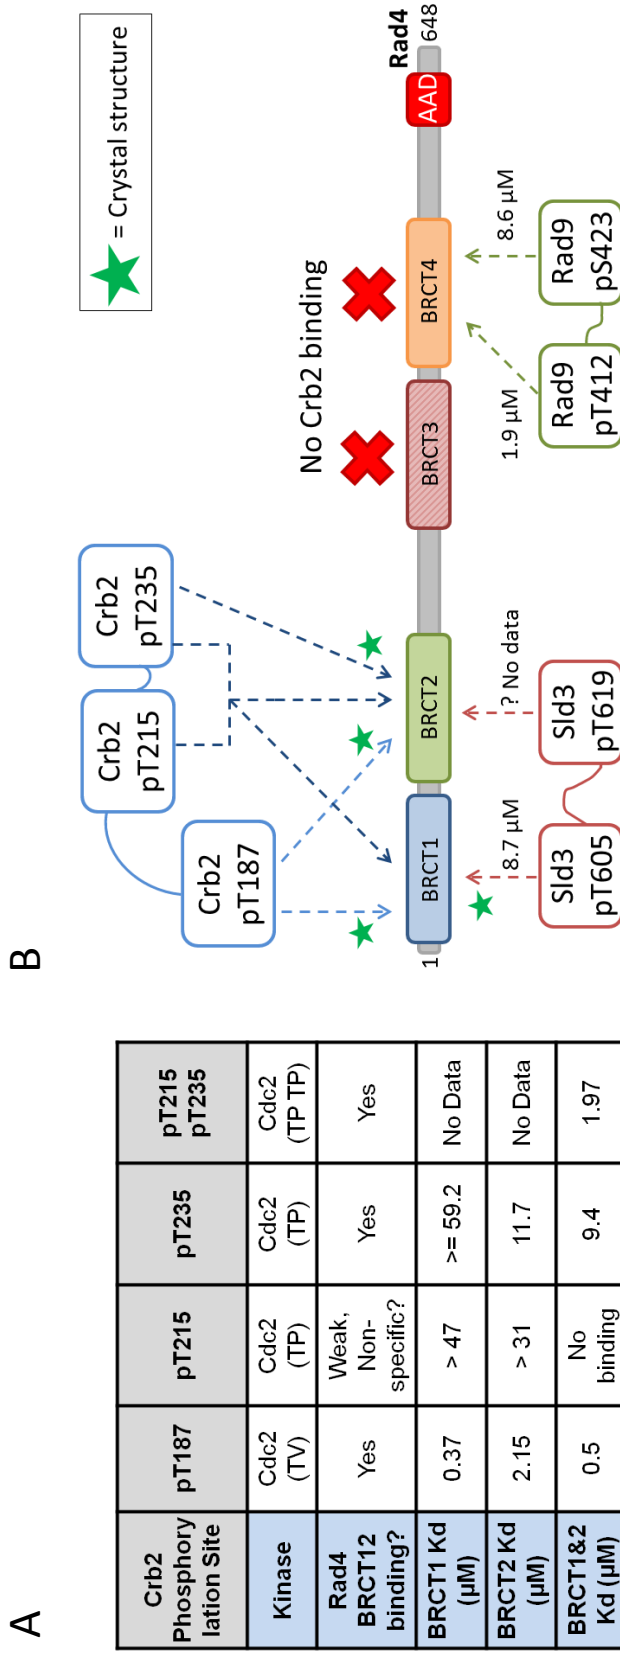 A
Crb2
Phosphory
lation Site
pT187
pT215
pT235
pT215
pT235
Kinase
Cdc2
(TV)
Cdc2
(TP)
Cdc2
(TP)
Cdc2
(TP TP)
Rad4
BRCT12
binding?
Yes
Weak,
Non-
specific?
Yes
Yes
BRCT1 Kd
(µM)
0.37
> 47
>= 59.2
No Data
BRCT2 Kd
(µM)
2.15
> 31
11.7
No Data
BRCT1&2
Kd (µM)
0.5
No
binding
9.4
1.97
B
= Crystal structure
Crb2
pT187
Crb2
pT215
Crb2
pT235
No Crb2 binding
Rad4
1
BRCT1
BRCT2
BRCT3
BRCT4
AAD
648
8.7 µM
? No data
1.9 µM
8.6 µM
Sld3
pT605
Sld3
pT619
Rad9
pT412
Rad9
pS423